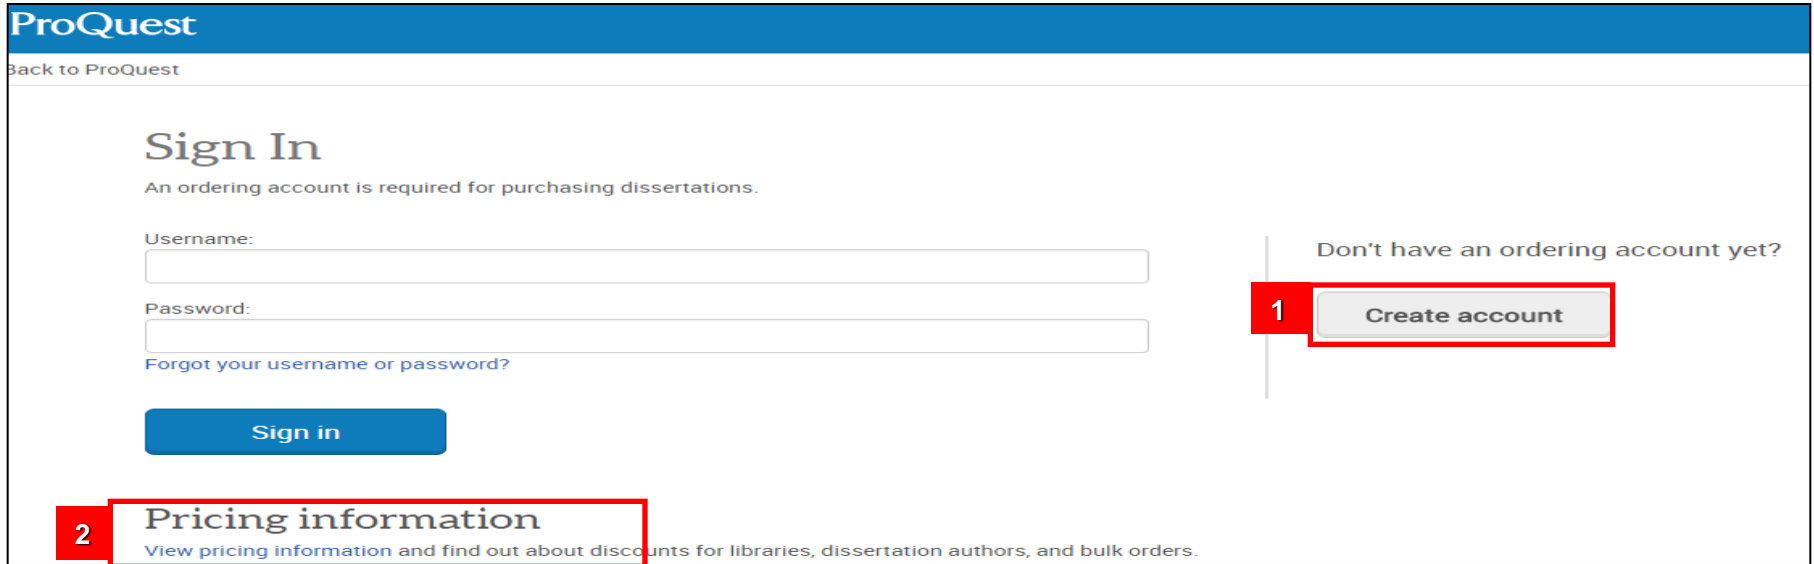 ProQuest
Back to ProQuest
Sign In
An ordering account is required for purchasing dissertations.
Username:
Don't have an ordering account yet?
1
Create account
Password:
Forgot your username or password?
Sign in
2
Pricing information
View pricing information and find out about discounts for libraries, dissertation authors, and bulk orders.